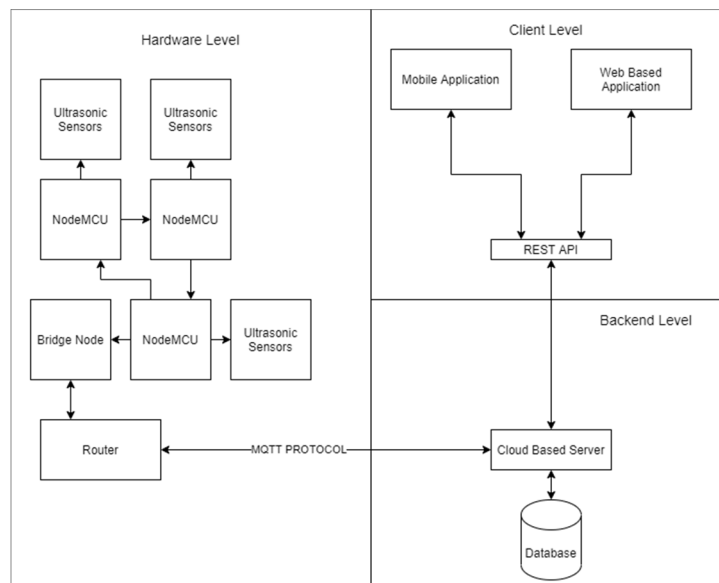 Hardware Level
Client Level
Mobile Application
Web Based
Application
Ultrasonic
Sensors
Ultrasonic
Sensors
NodeMCU
NodeMCU
REST API
Bridge Node
NodeMCU
Ultrasonic
Sensors
Backend Level
Router
MQTT PROTOCOL
Cloud Based Server
Database